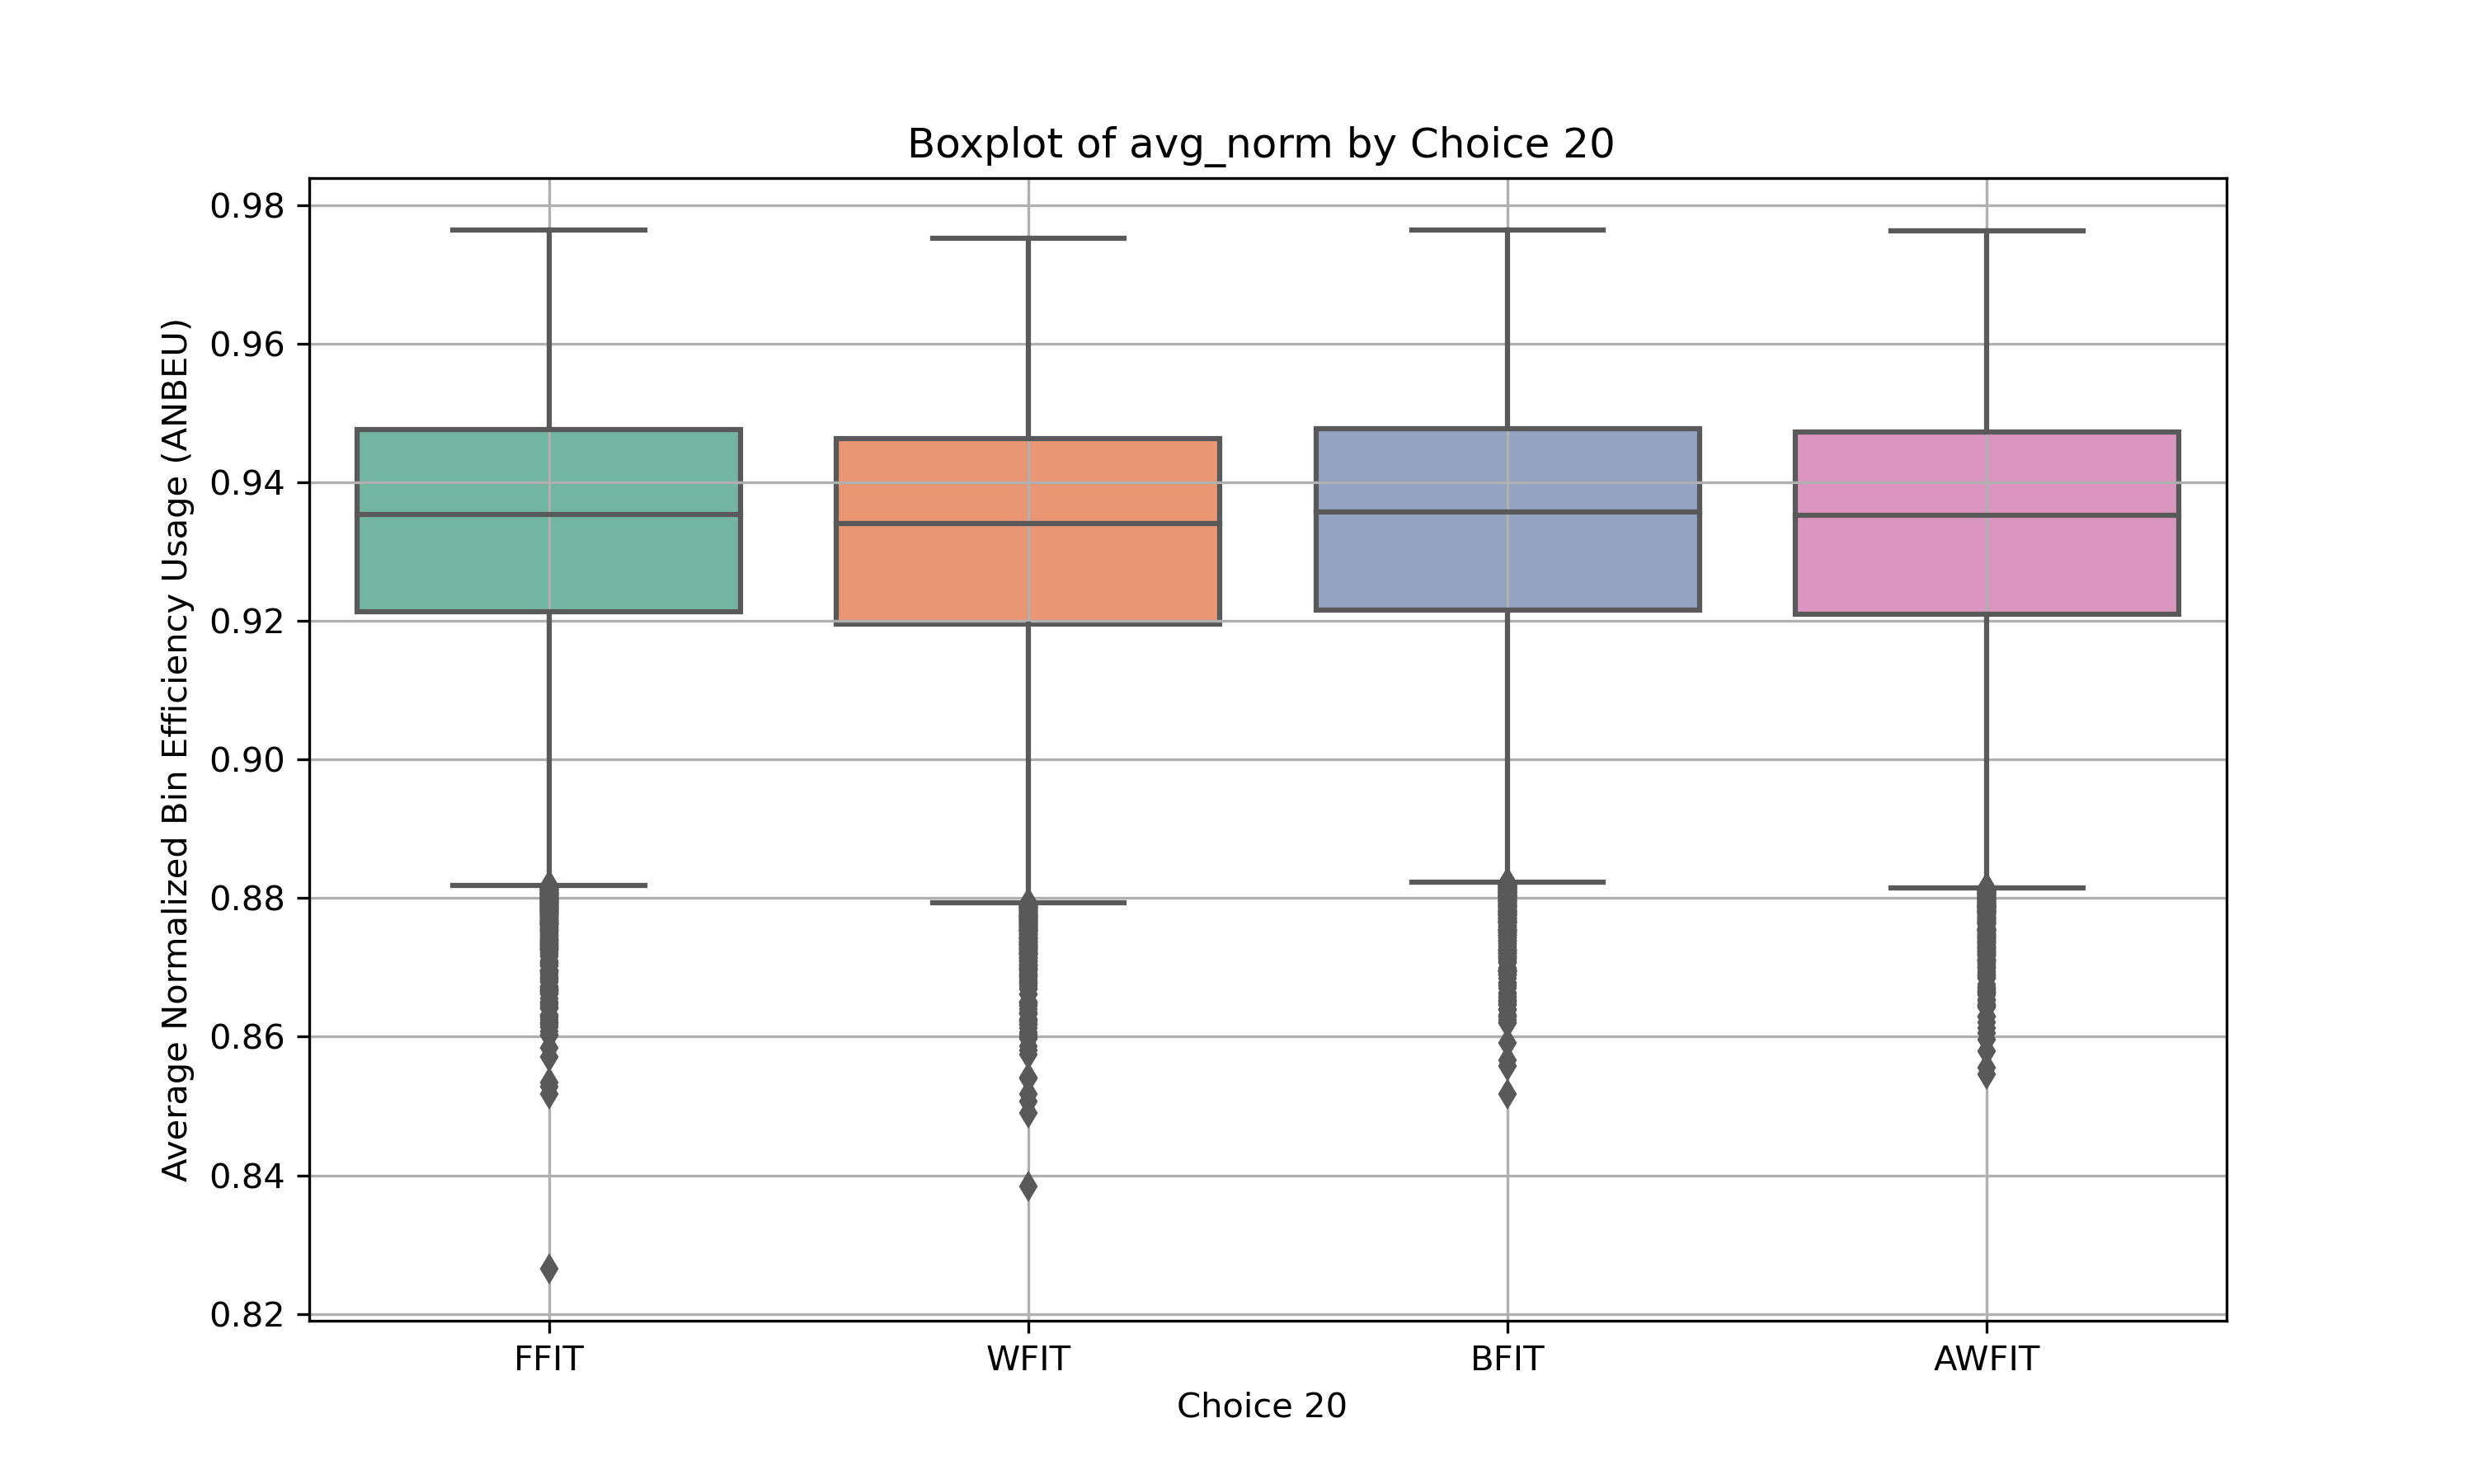 Boxplot of avg_norm by Choice 20
Average Normalized Bin Efficiency Usage (ANBEU)
0.98
0.96
0.94
0.92
0.90
0.88
0.86
0.84
0.82
FFIT WFIT BFIT AWFIT
Choice 20